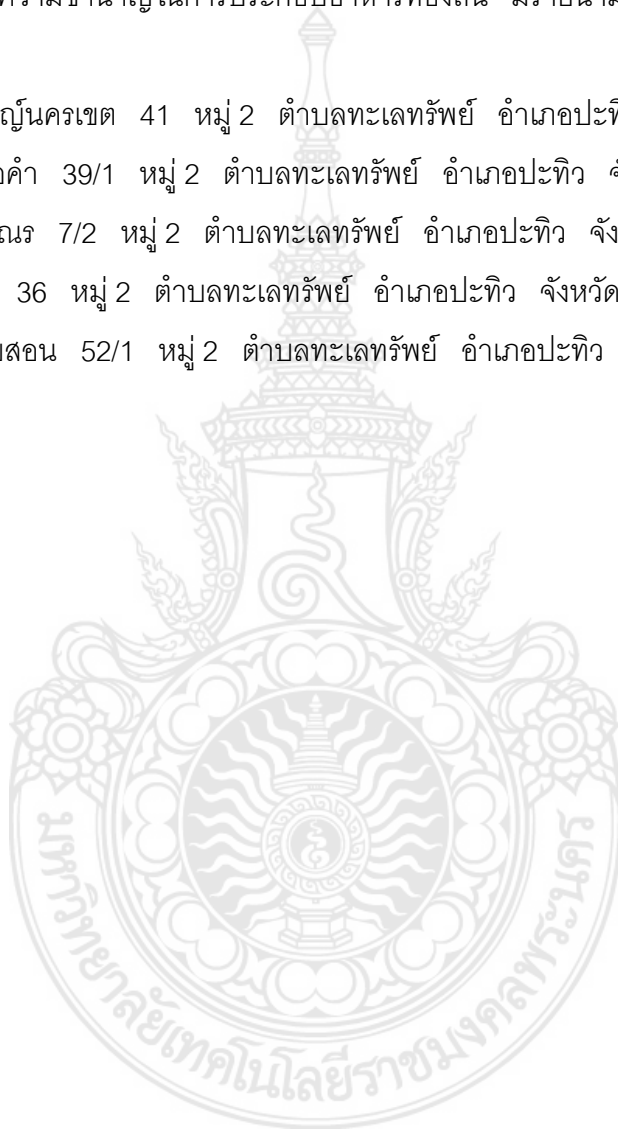 ความชำนาญในการประกอบอาหารท้องถิ่น มีรายนาม
ญ์นครเขต 41 หมู่ 2 ตำบลทะเลทรัพย์ อำเภอปะทิ
คำ 39/1 หมู่ 2 ตำบลทะเลทรัพย์ อำเภอปะทิว จั
ณร 7/2 หมู่ 2 ตำบลทะเลทรัพย์ อำเภอปะทิว จัง
36 หมู่ 2 ตำบลทะเลทรัพย์ อำเภอปะทิว จังหวัด
สอน 52/1 หมู่ 2 ตำบลทะเลทรัพย์ อำเภอปะทิว
มหาวิทยาลัยเทคโนโลยีราชมงคลพระนคร